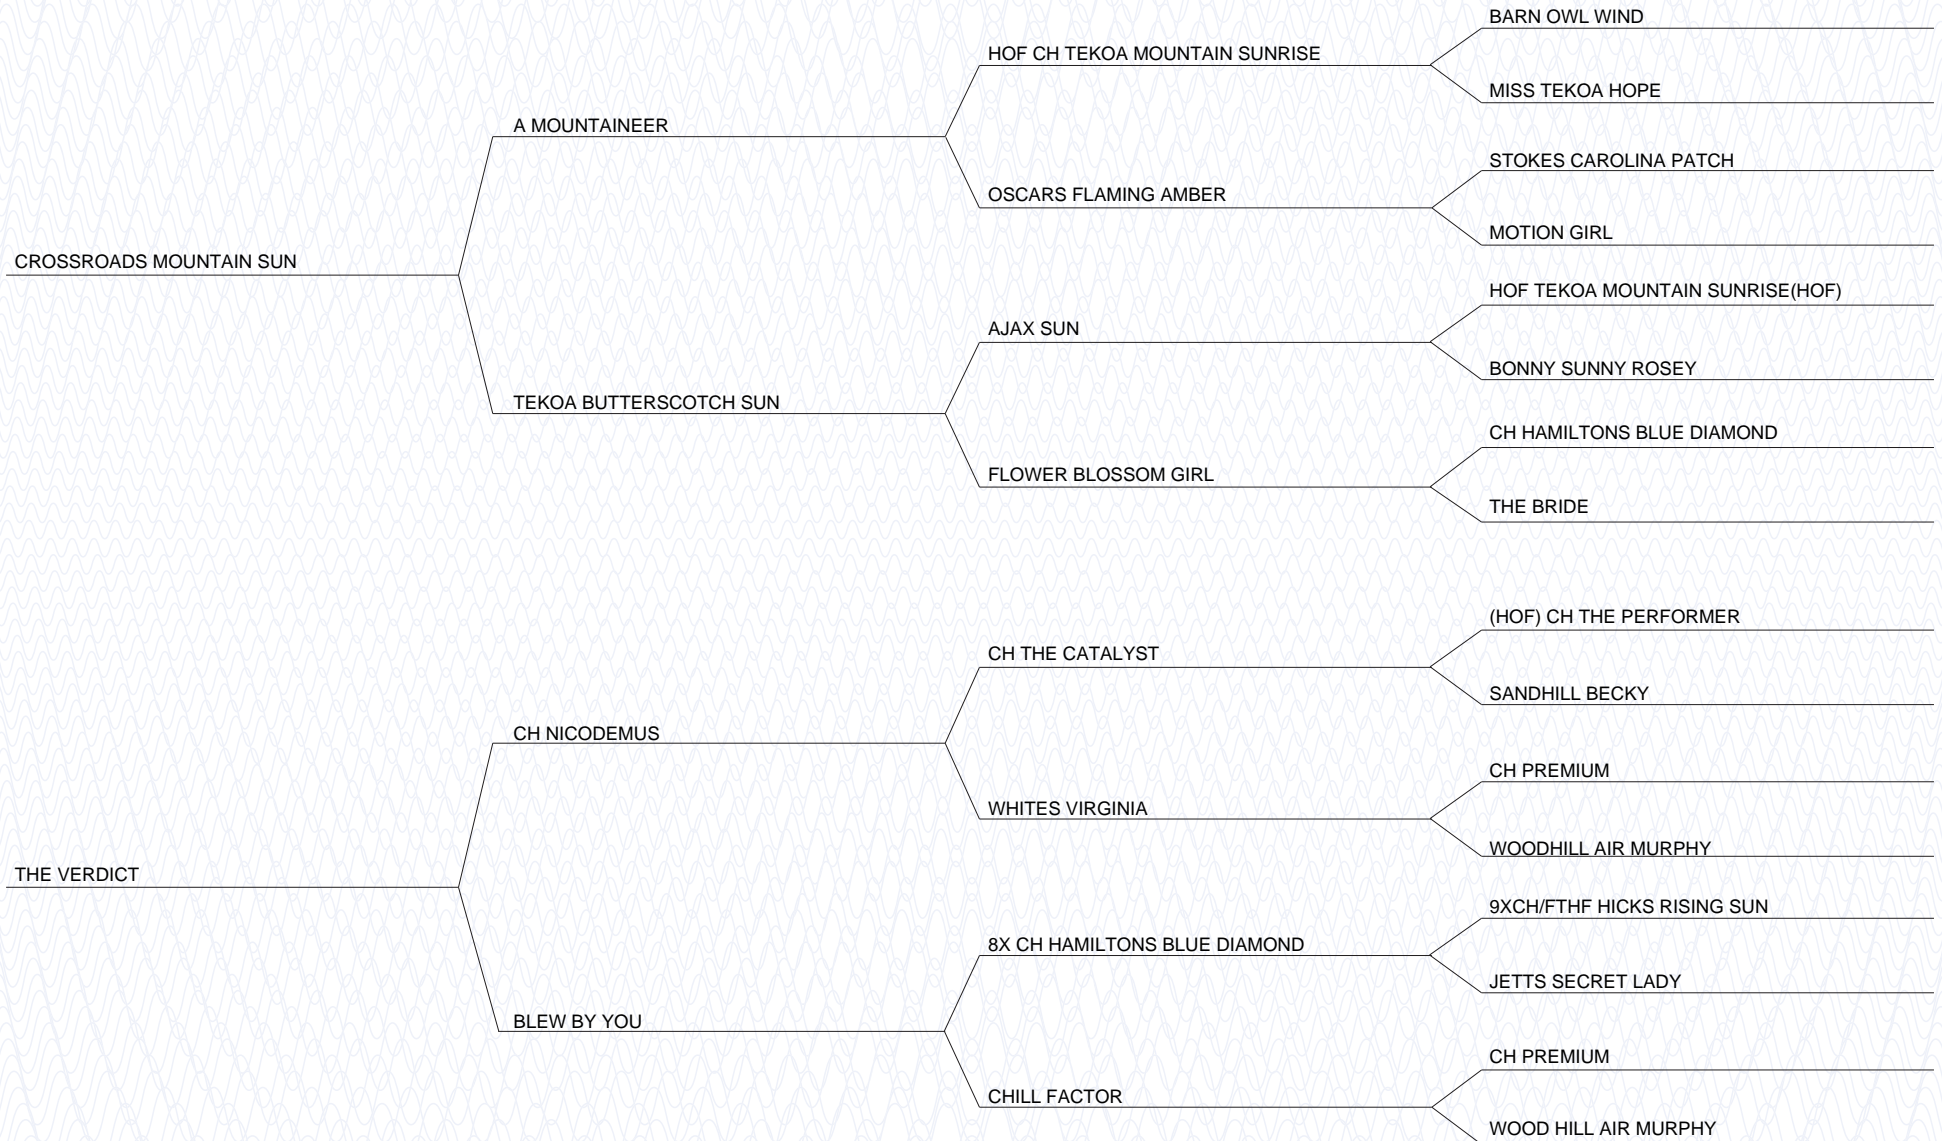 BARN OWL WIND
HOF CH TEKOA MOUNTAIN SUNRISE
MISS TEKOA HOPE
A MOUNTAINEER
STOKES CAROLINA PATCH
OSCARS FLAMING AMBER
MOTION GIRL
CROSSROADS MOUNTAIN SUN
HOF TEKOA MOUNTAIN SUNRISE(HOF)
AJAX SUN
BONNY SUNNY ROSEY
TEKOA BUTTERSCOTCH SUN
CH HAMILTONS BLUE DIAMOND
FLOWER BLOSSOM GIRL
THE BRIDE
(HOF) CH THE PERFORMER
CH THE CATALYST
SANDHILL BECKY
CH NICODEMUS
CH PREMIUM
WHITES VIRGINIA
WOODHILL AIR MURPHY
THE VERDICT
9XCH/FTHF HICKS RISING SUN
8X CH HAMILTONS BLUE DIAMOND
JETTS SECRET LADY
BLEW BY YOU
CH PREMIUM
CHILL FACTOR
WOOD HILL AIR MURPHY